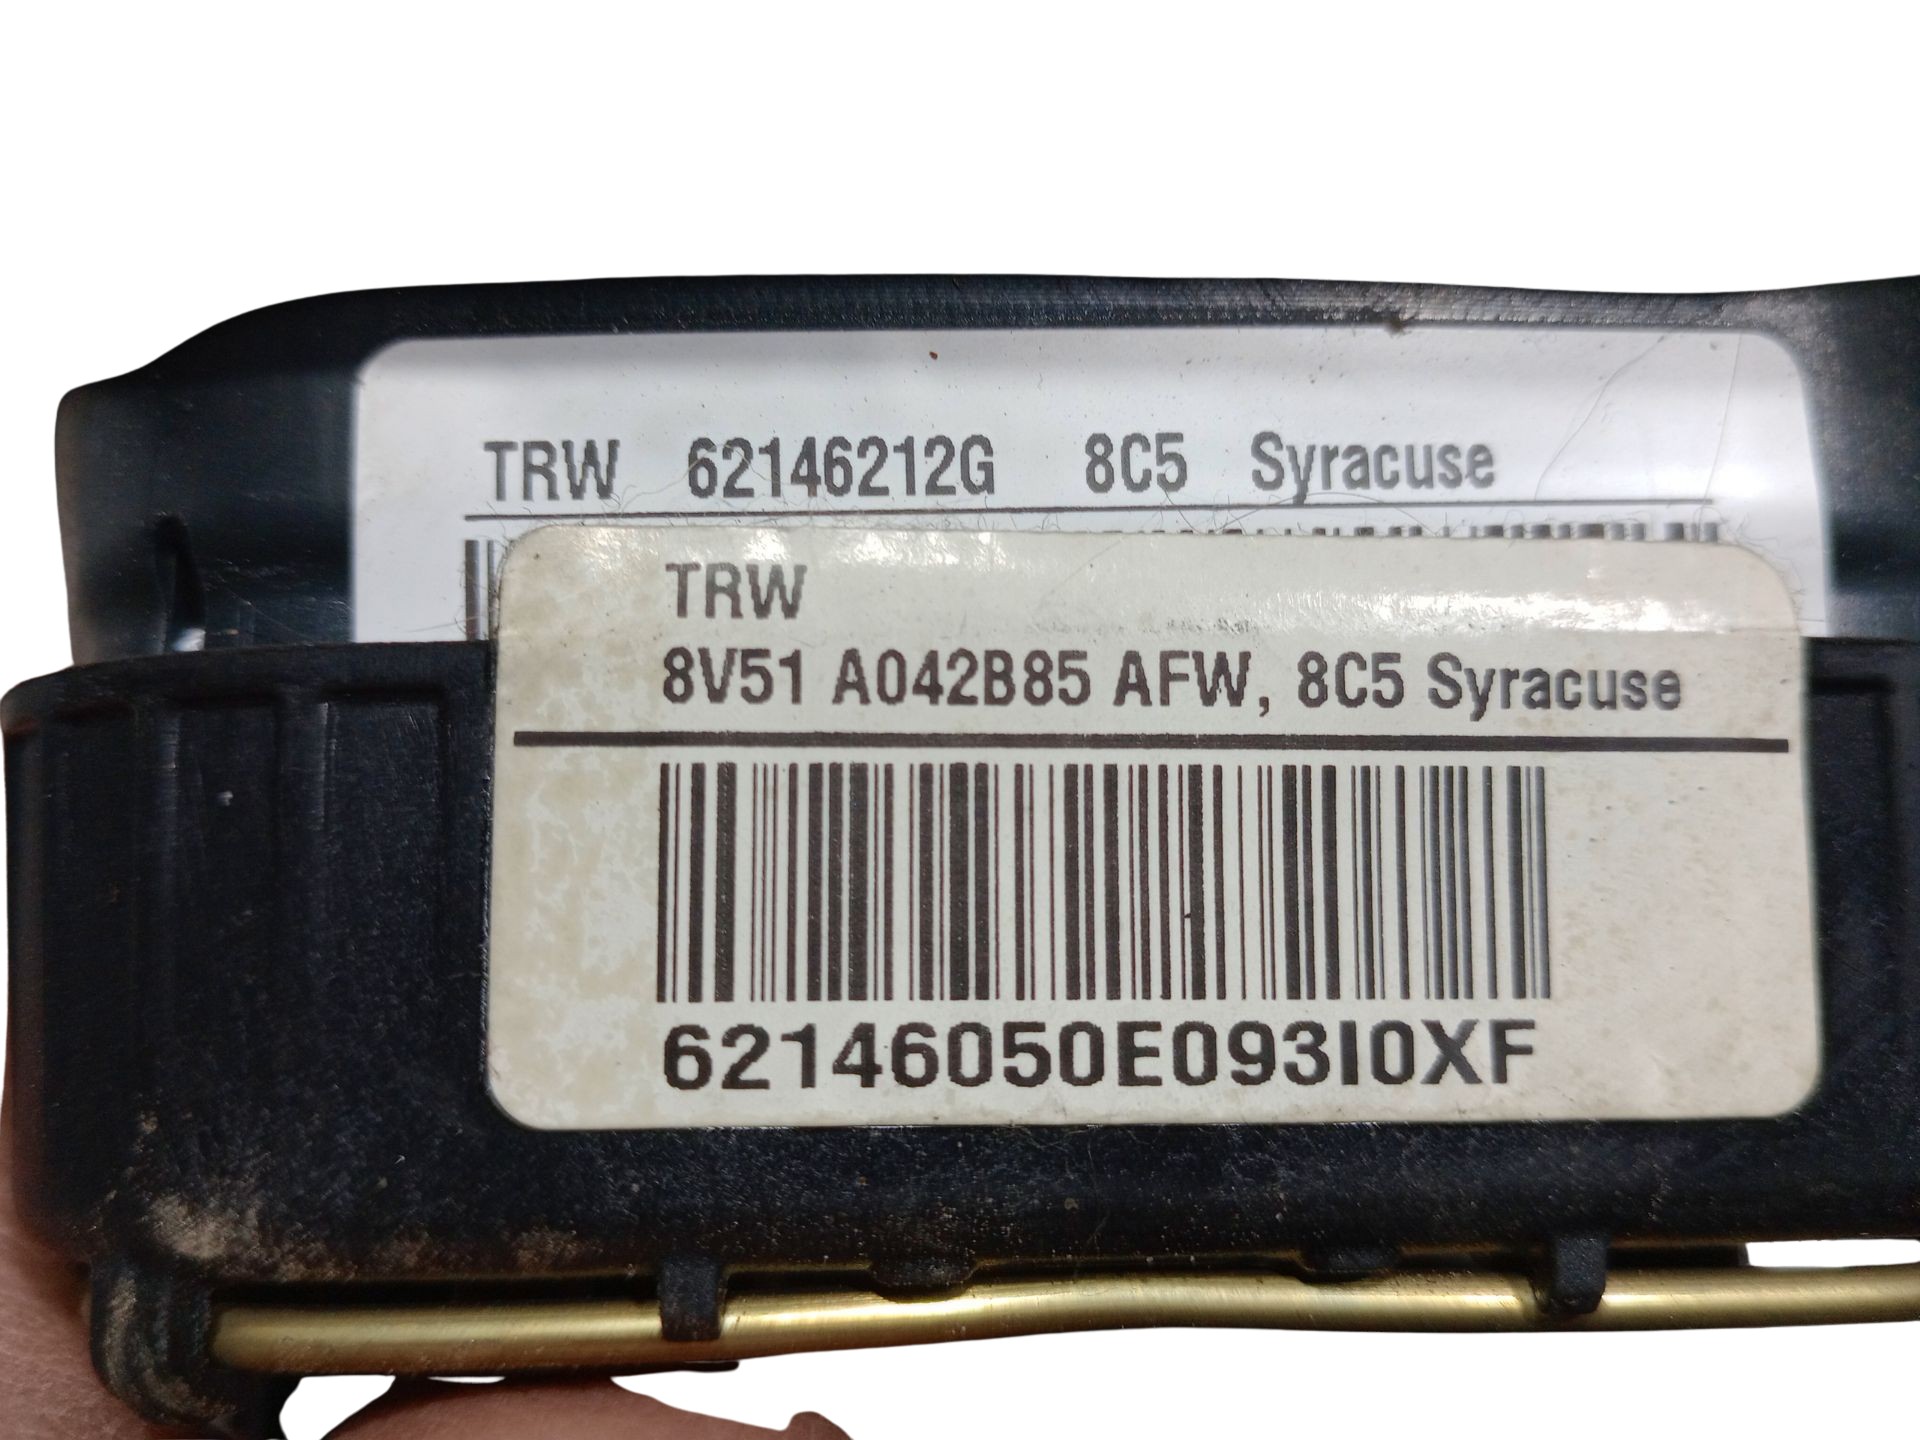 TRW 62146212G 8C5 Syracuse
TRW
8V51 A042B85 AFW, 8C5 Syracuse
62146050E093I0XF